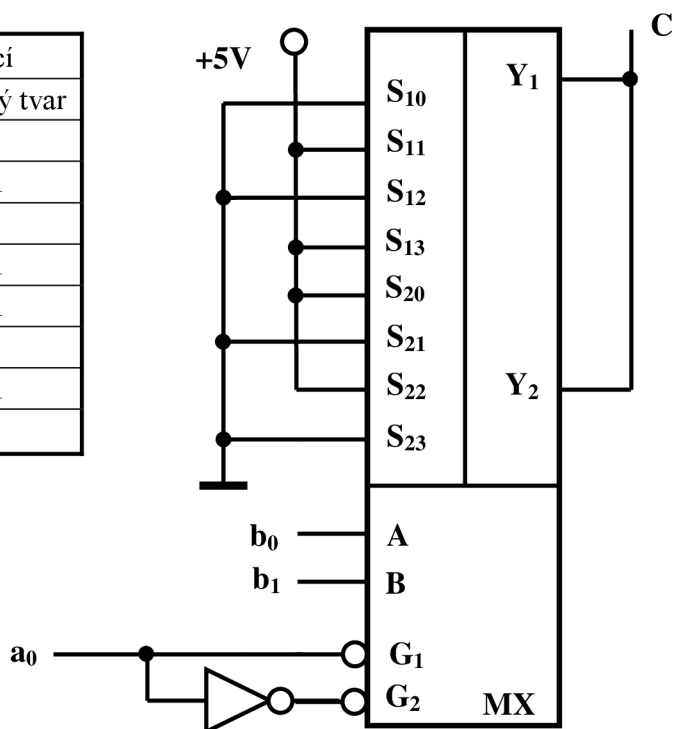 cí
ý tvar
+5V
C
S₁₀
S₁₁
S₁₂
S₁₃
S₂₀
S₂₁
S₂₂
S₂₃
Y₁
Y₂
b₀
A
b₁
B
a₀
G₁
G₂
MX